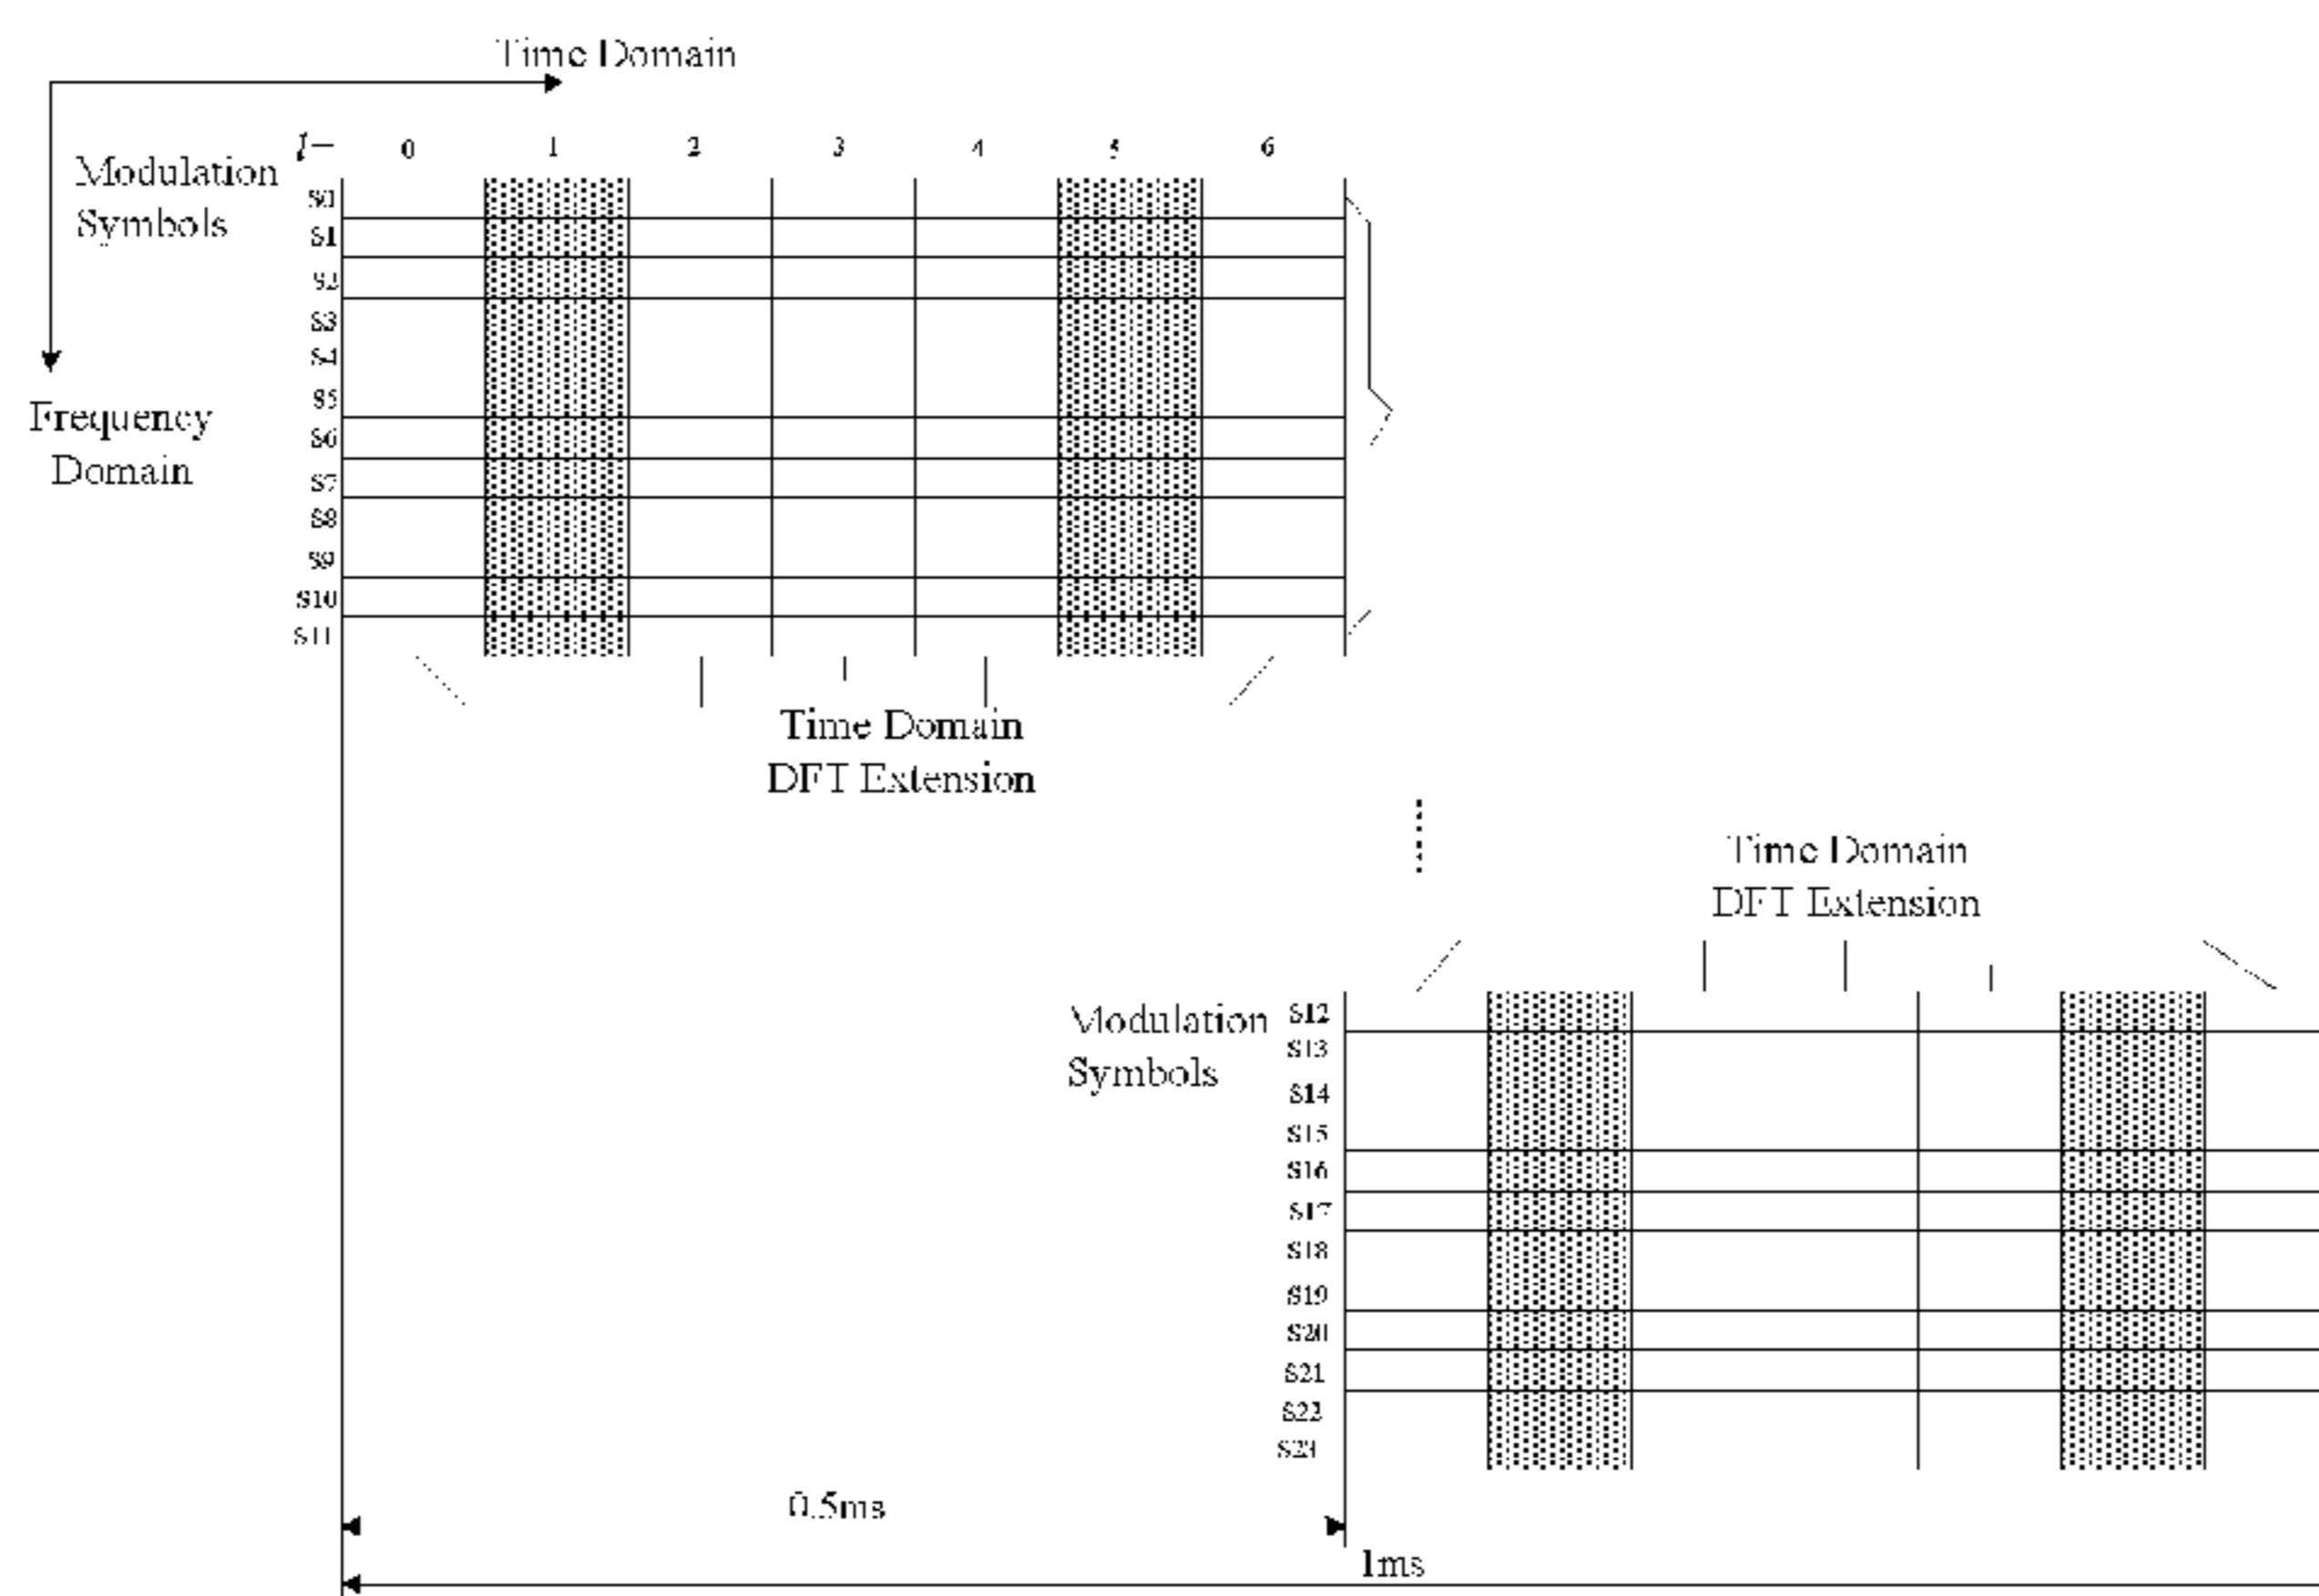 Time Domain
l= 0 1 2 3 4 5 6
Modulation
Symbols
S0
S1
S2
S3
S4
S5
S6
S7
S8
S9
S10
S11
Frequency
Domain
Time Domain
DFT Extension
Time Domain
DFT Extension
Modulation
Symbols
S12
S13
S14
S15
S16
S17
S18
S19
S20
S21
S22
S23
0.5ms
1ms